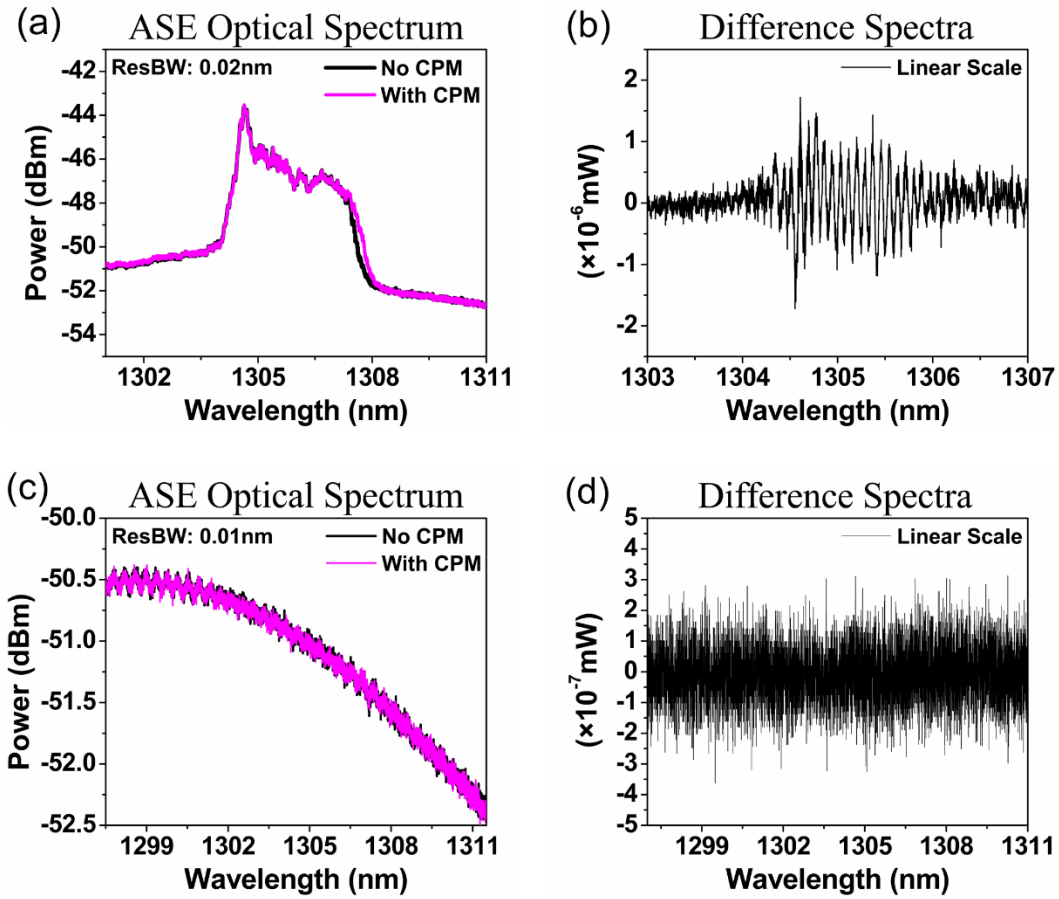 (a) ASE Optical Spectrum
ResBW: 0.02nm
No CPM
With CPM
-42
-44
-46
-48
-50
-52
-54
Power (dBm)
1302 1305 1308 1311
Wavelength (nm)
(b) Difference Spectra
Linear Scale
2
1
0
-1
-2
(×10⁻⁶mW)
1303 1304 1305 1306 1307
Wavelength (nm)
(c) ASE Optical Spectrum
ResBW: 0.01nm
No CPM
With CPM
-50.0
-50.5
-51.0
-51.5
-52.0
-52.5
Power (dBm)
1299 1302 1305 1308 1311
Wavelength (nm)
(d) Difference Spectra
Linear Scale
5
4
3
2
1
0
-1
-2
-3
-4
-5
(×10⁻⁷mW)
1299 1302 1305 1308 1311
Wavelength (nm)